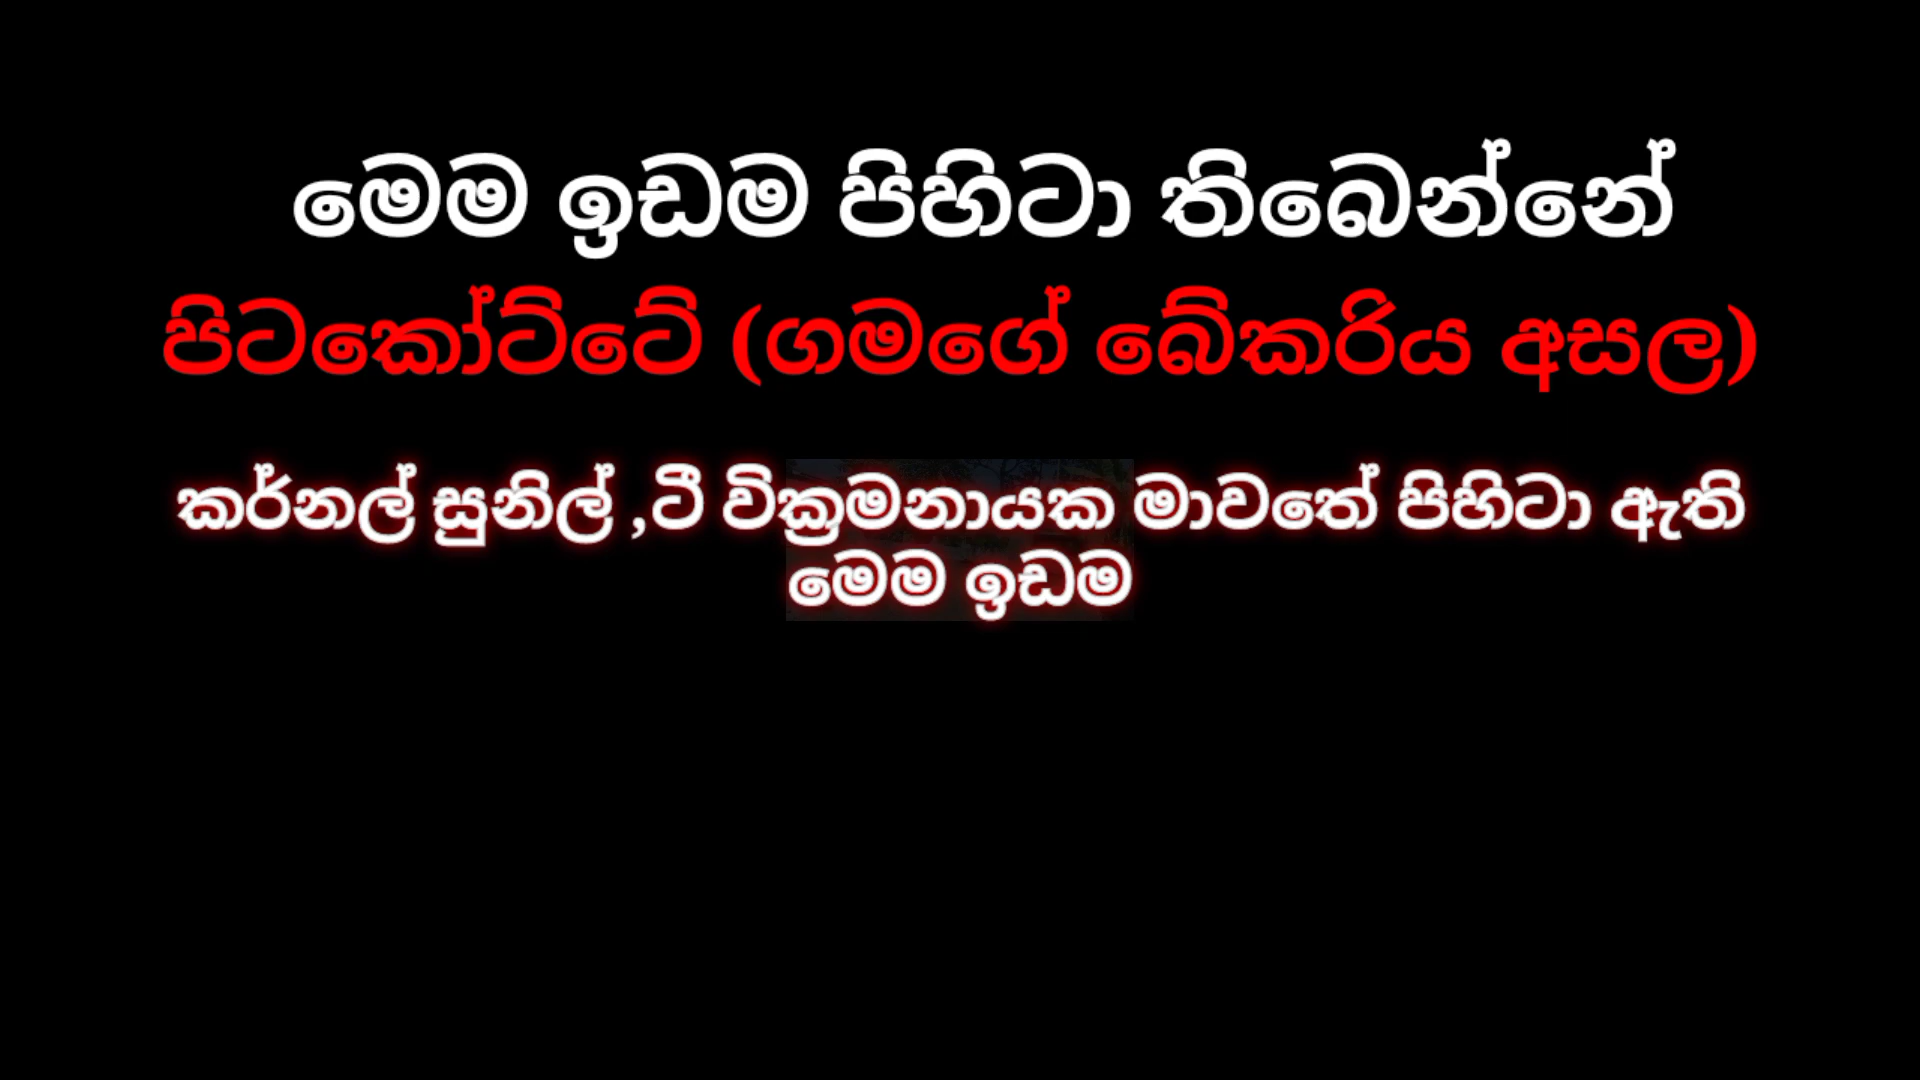 මෙම ඉඩම පිහිටා තිබෙන්නේ
පිටකෝට්ටේ (ගමගේ බේකරිය අසල)
කර්නල් සුනිල් ,ටී වික්‍රමනායක මාවතේ පිහිටා ඇති
මෙම ඉඩම